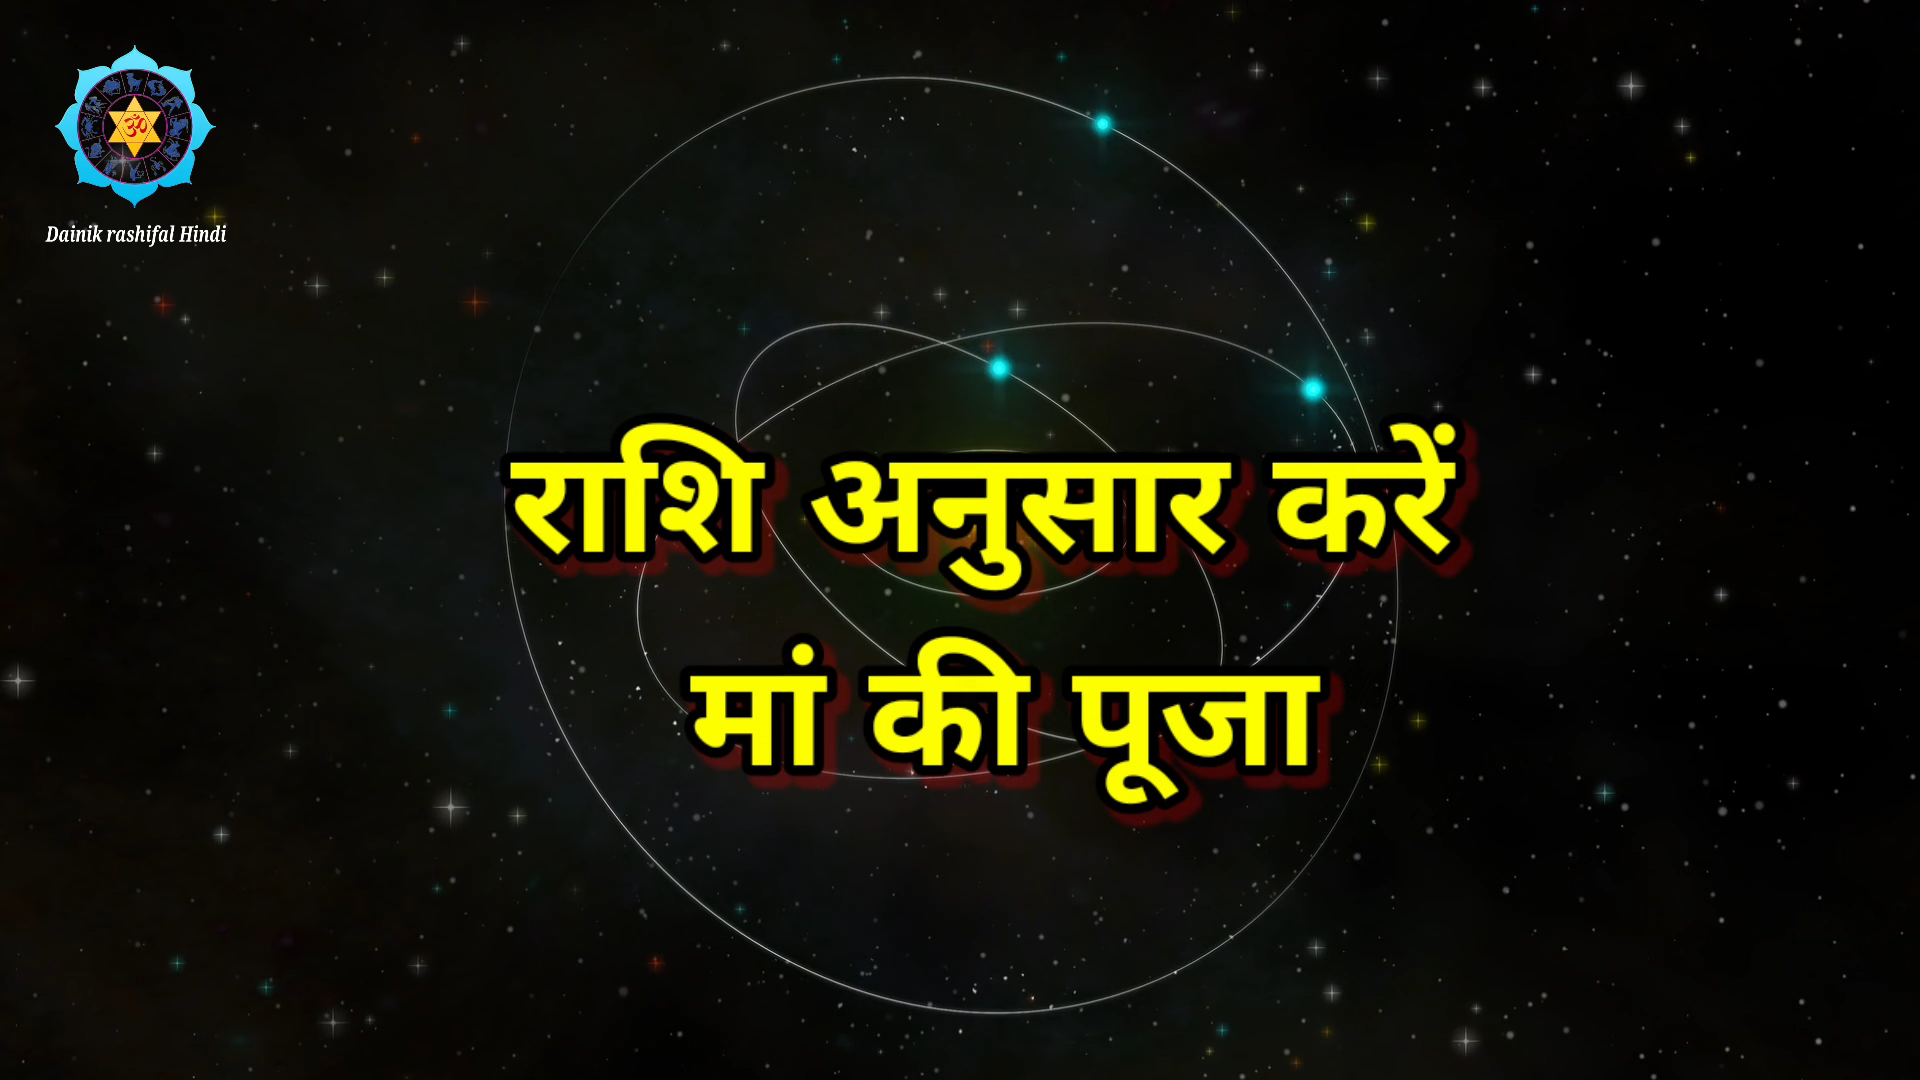 Dainik rashifal Hindi
राशि अनुसार करें
मां की पूजा